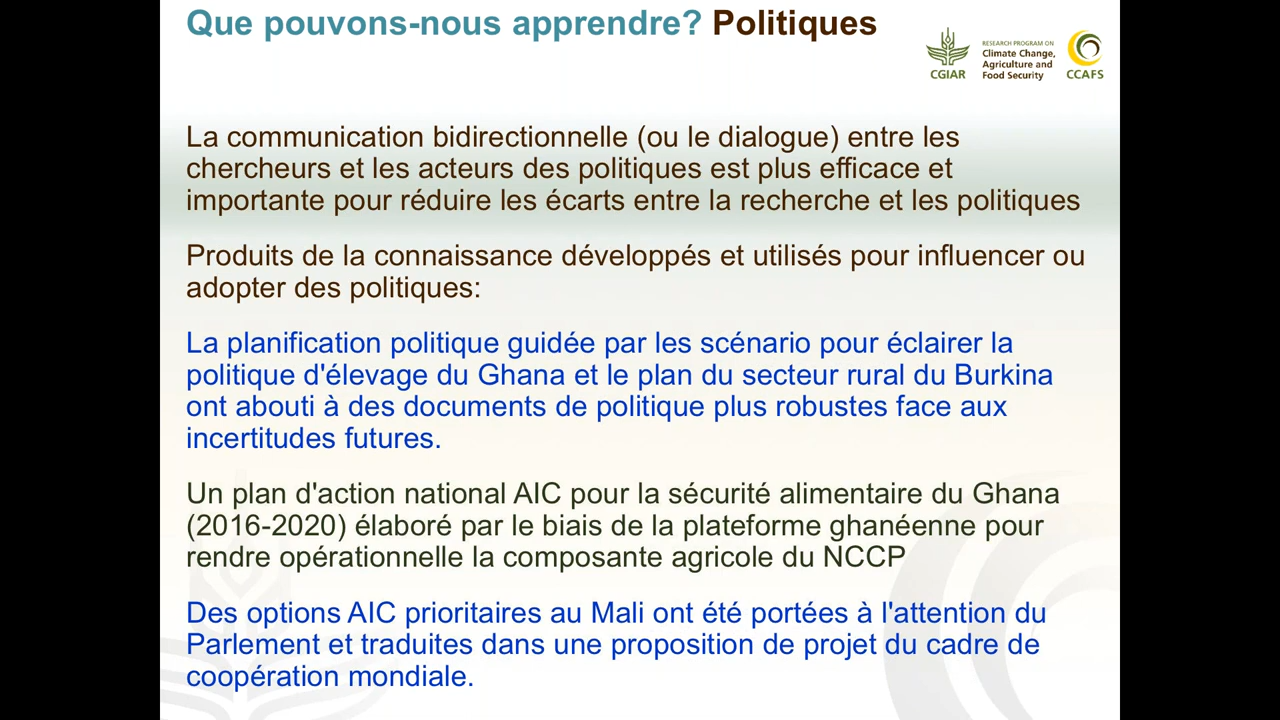 Que pouvons-nous apprendre? Politiques
CGIAR
RESEARCH PROGRAM ON
Climate Change,
Agriculture and
Food Security
CCAFS
La communication bidirectionnelle (ou le dialogue) entre les
chercheurs et les acteurs des politiques est plus efficace et
importante pour réduire les écarts entre la recherche et les politiques
Produits de la connaissance développés et utilisés pour influencer ou
adopter des politiques:
La planification politique guidée par les scénario pour éclairer la
politique d'élevage du Ghana et le plan du secteur rural du Burkina
ont abouti à des documents de politique plus robustes face aux
incertitudes futures.
Un plan d'action national AIC pour la sécurité alimentaire du Ghana
(2016-2020) élaboré par le biais de la plateforme ghanéenne pour
rendre opérationnelle la composante agricole du NCCP
Des options AIC prioritaires au Mali ont été portées à l'attention du
Parlement et traduites dans une proposition de projet du cadre de
coopération mondiale.